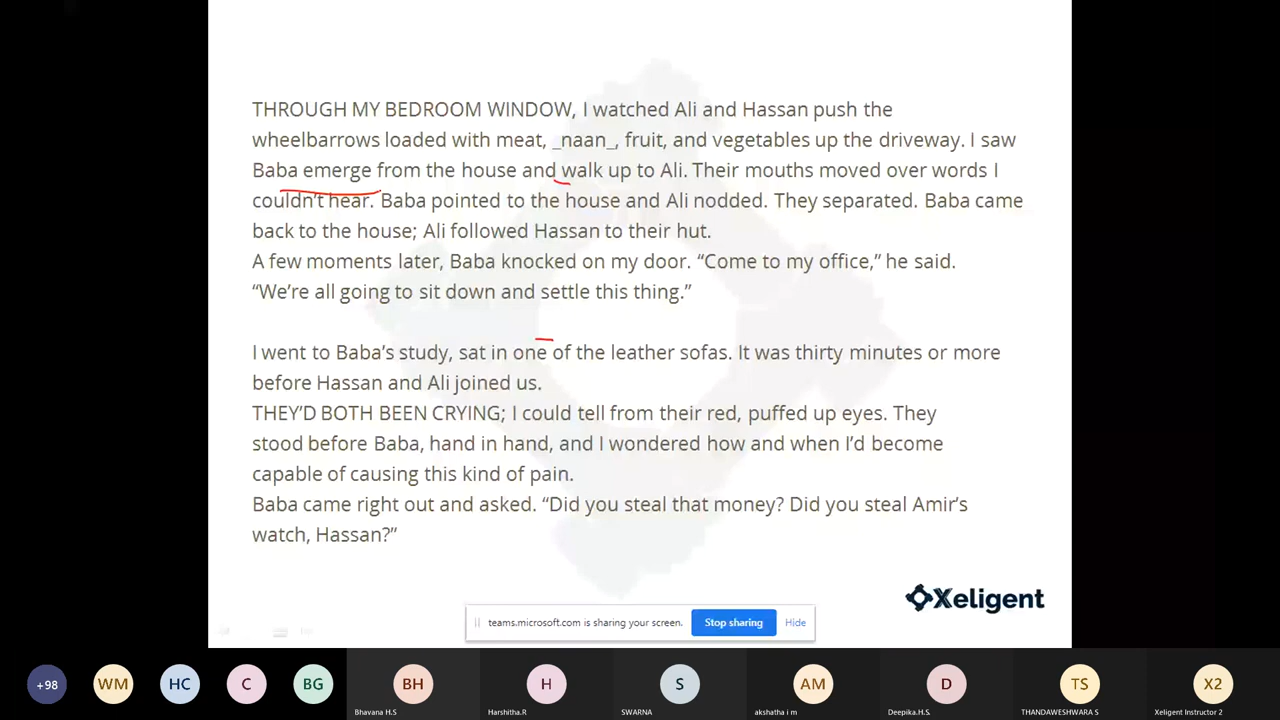 THROUGH MY BEDROOM WINDOW, I watched Ali and Hassan push the
wheelbarrows loaded with meat, _naan_, fruit, and vegetables up the driveway. I saw
Baba emerge from the house and walk up to Ali. Their mouths moved over words I
couldn't hear. Baba pointed to the house and Ali nodded. They separated. Baba came
back to the house; Ali followed Hassan to their hut.
A few moments later, Baba knocked on my door. “Come to my office,” he said.
“We’re all going to sit down and settle this thing.”
I went to Baba’s study, sat in one of the leather sofas. It was thirty minutes or more
before Hassan and Ali joined us.
THEY’D BOTH BEEN CRYING; I could tell from their red, puffed up eyes. They
stood before Baba, hand in hand, and I wondered how and when I’d become
capable of causing this kind of pain.
Baba came right out and asked. “Did you steal that money? Did you steal Amir’s
watch, Hassan?”
Xeligent
teams.microsoft.com is sharing your screen. Stop sharing Hide
+98 WM HC C BG BH H S AM D TS X2
Bhavana H.S Harshitha.R SWARNA akshatha i m Deepika.H.S. THANDAWESHWARA S Xeligent Instructor 2